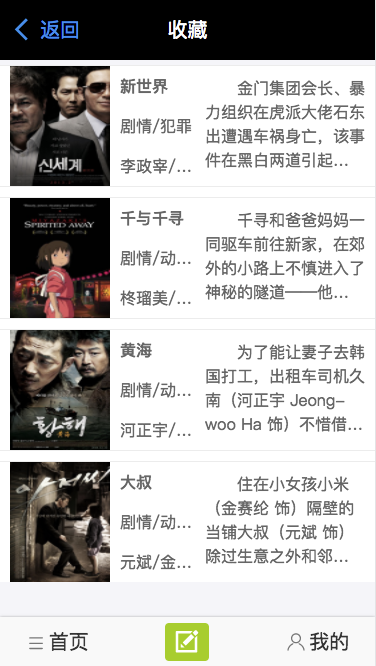 返回
收藏
新世界
剧情/犯罪
李政宰/...
金门集团会长、暴
力组织在虎派大佬石东
出遭遇车祸身亡，该事
件在黑白两道引起...
신세계
千与千寻
剧情/动...
柊瑠美/...
千寻和爸爸妈妈一
同驱车前往新家，在郊
外的小路上不慎进入了
神秘的隧道——他...
SPIRITED AWAY
黄海
剧情/动...
河正宇/...
为了能让妻子去韩
国打工，出租车司机久
南（河正宇 Jeong-
woo Ha 饰）不惜借...
황해
大叔
剧情/动...
元斌/金...
住在小女孩小米
（金赛纶 饰）隔壁的
当铺大叔（元斌 饰）
除过生意之外和邻...
아저씨
首页
我的